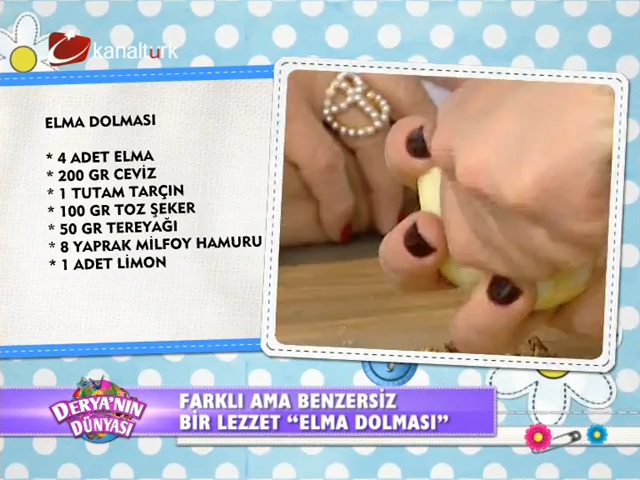 kanaltürk
ELMA DOLMASI
* 4 ADET ELMA
* 200 GR CEVİZ
* 1 TUTAM TARÇIN
* 100 GR TOZ ŞEKER
* 50 GR TEREYAĞI
* 8 YAPRAK MİLFOY HAMURU
* 1 ADET LİMON
DERYA'NIN
DÜNYASI
FARKLI AMA BENZERSİZ
BİR LEZZET “ELMA DOLMASI”